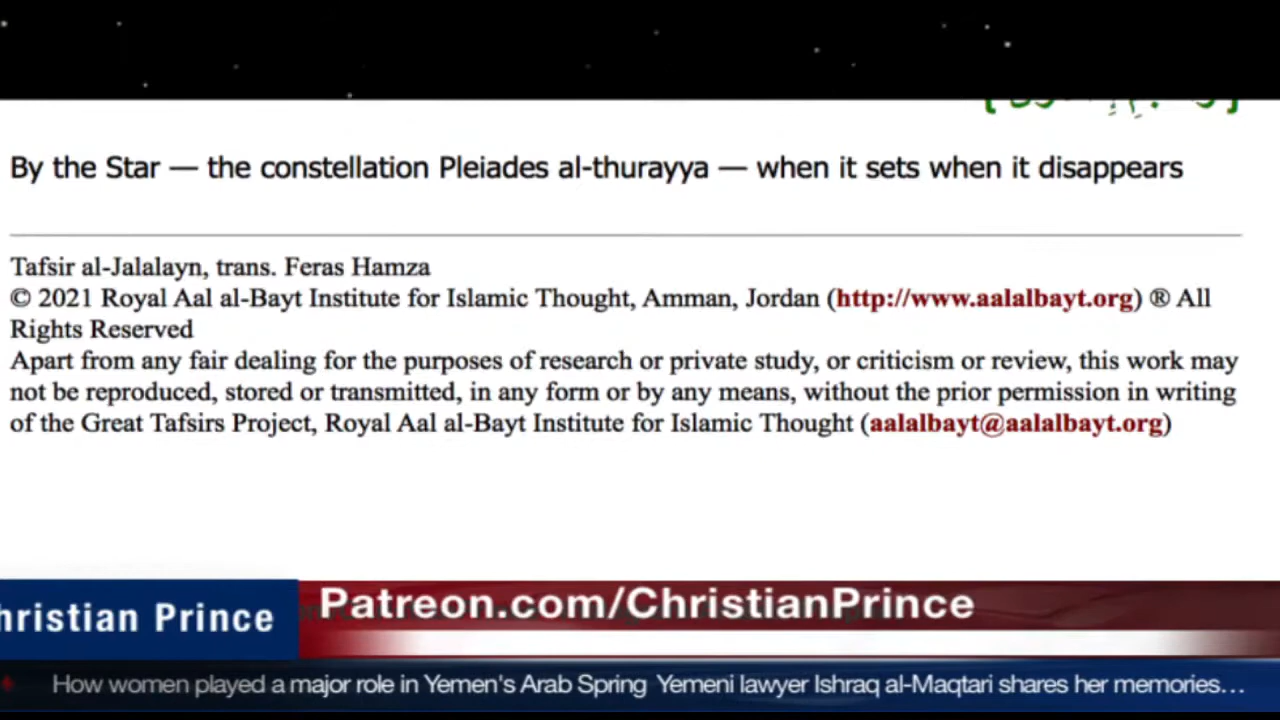 By the Star — the constellation Pleiades al-thurayya — when it sets when it disappears
Tafsir al-Jalalayn, trans. Feras Hamza
© 2021 Royal Aal al-Bayt Institute for Islamic Thought, Amman, Jordan (http://www.aalalbayt.org) ® All
Rights Reserved
Apart from any fair dealing for the purposes of research or private study, or criticism or review, this work may
not be reproduced, stored or transmitted, in any form or by any means, without the prior permission in writing
of the Great Tafsirs Project, Royal Aal al-Bayt Institute for Islamic Thought (aalalbayt@aalalbayt.org)
hristian Prince
Patreon.com/ChristianPrince
How women played a major role in Yemen's Arab Spring Yemeni lawyer Ishraq al-Maqtari shares her memories…